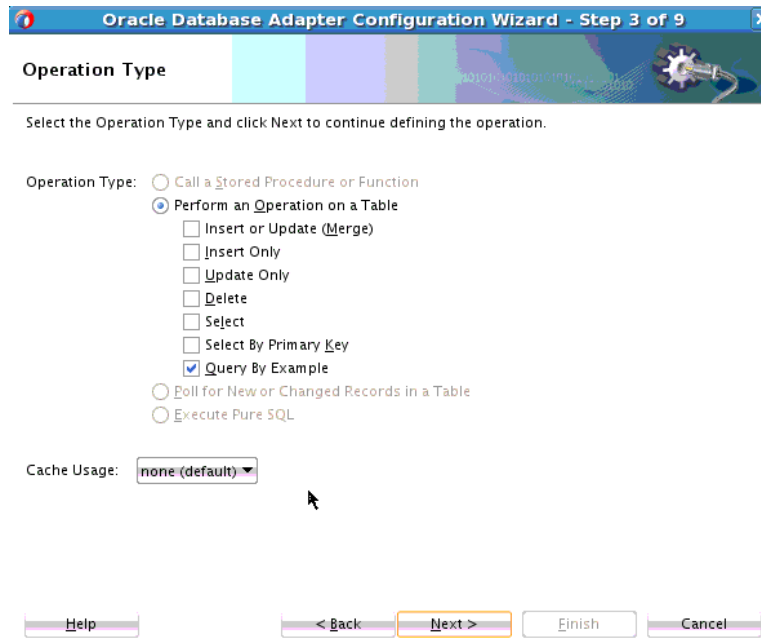 Oracle Database Adapter Configuration Wizard - Step 3 of 9
Operation Type
Select the Operation Type and click Next to continue defining the operation.
Operation Type: Call a Stored Procedure or Function
Perform an Operation on a Table
Insert or Update (Merge)
Insert Only
Update Only
Delete
Select
Select By Primary Key
Query By Example
Poll for New or Changed Records in a Table
Execute Pure SQL
Cache Usage: none (default)
Help < Back Next > Finish Cancel